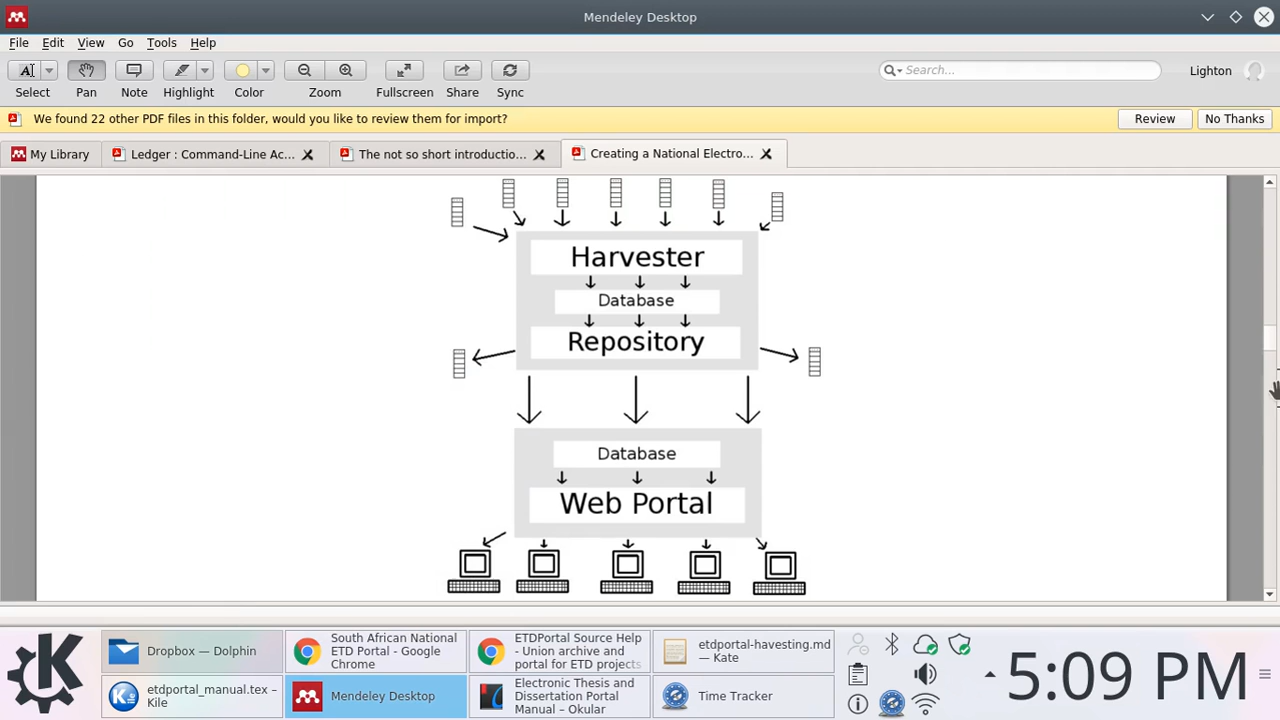 Mendeley Desktop
File Edit View Go Tools Help
Search...
Lighton
Select Pan Note Highlight Color Zoom Fullscreen Share Sync
We found 22 other PDF files in this folder, would you like to review them for import?
Review
No Thanks
My Library
Ledger : Command-Line Ac...
The not so short introductio...
Creating a National Electro...
Harvester
Database
Repository
Database
Web Portal
Dropbox — Dolphin
South African National
ETD Portal - Google
Chrome
ETDPortal Source Help
- Union archive and
portal for ETD projects
etdportal-havesting.md
— Kate
etdportal_manual.tex –
Kile
Mendeley Desktop
Electronic Thesis and
Dissertation Portal
Manual – Okular
Time Tracker
5:09 PM